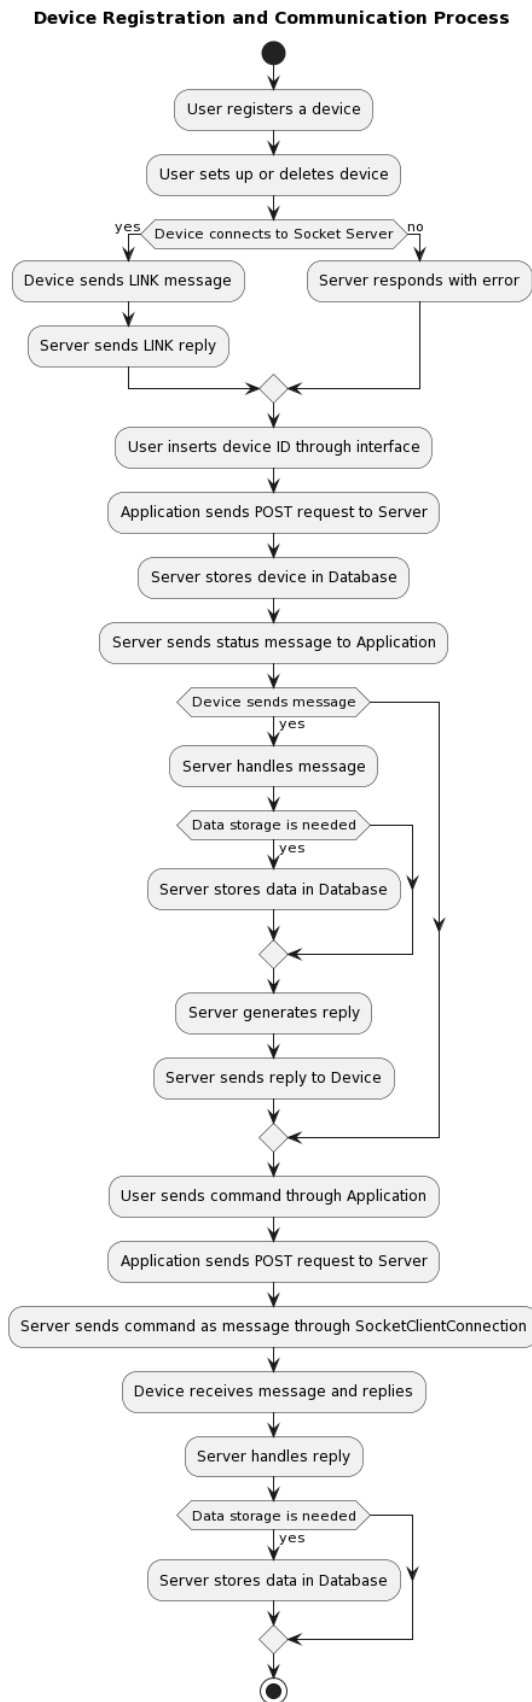 Device Registration and Communication Process
User registers a device
User sets up or deletes device
yes
Device connects to Socket Server
no
Device sends LINK message
Server responds with error
Server sends LINK reply
User inserts device ID through interface
Application sends POST request to Server
Server stores device in Database
Server sends status message to Application
Device sends message
yes
Server handles message
Data storage is needed
yes
Server stores data in Database
Server generates reply
Server sends reply to Device
User sends command through Application
Application sends POST request to Server
Server sends command as message through SocketClientConnection
Device receives message and replies
Server handles reply
Data storage is needed
yes
Server stores data in Database